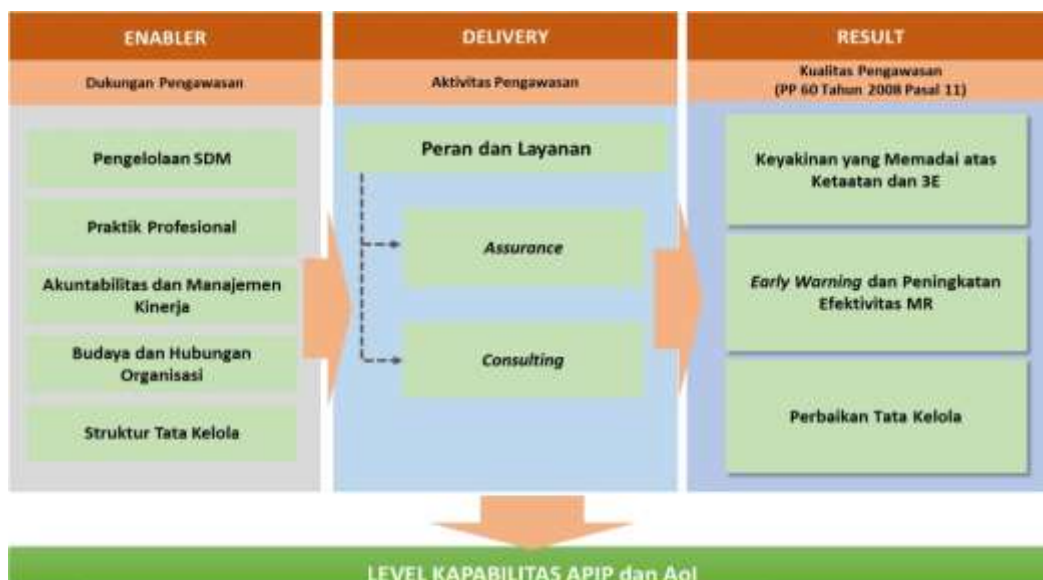 ENABLER
Dukungan Pengawasan
Pengelolaan SDM
Praktik Profesional
Akuntabilitas dan Manajemen
Kinerja
Budaya dan Hubungan
Organisasi
Struktur Tata Kelola
DELIVERY
Aktivitas Pengawasan
Peran dan Layanan
Assurance
Consulting
RESULT
Kualitas Pengawasan
(PP 60 Tahun 2008 Pasal 11)
Keyakinan yang Memadai atas
Ketaatan dan 3E
Early Warning dan Peningkatan
Efektivitas MR
Perbaikan Tata Kelola
LEVEL KAPABILITAS APIP dan AoI